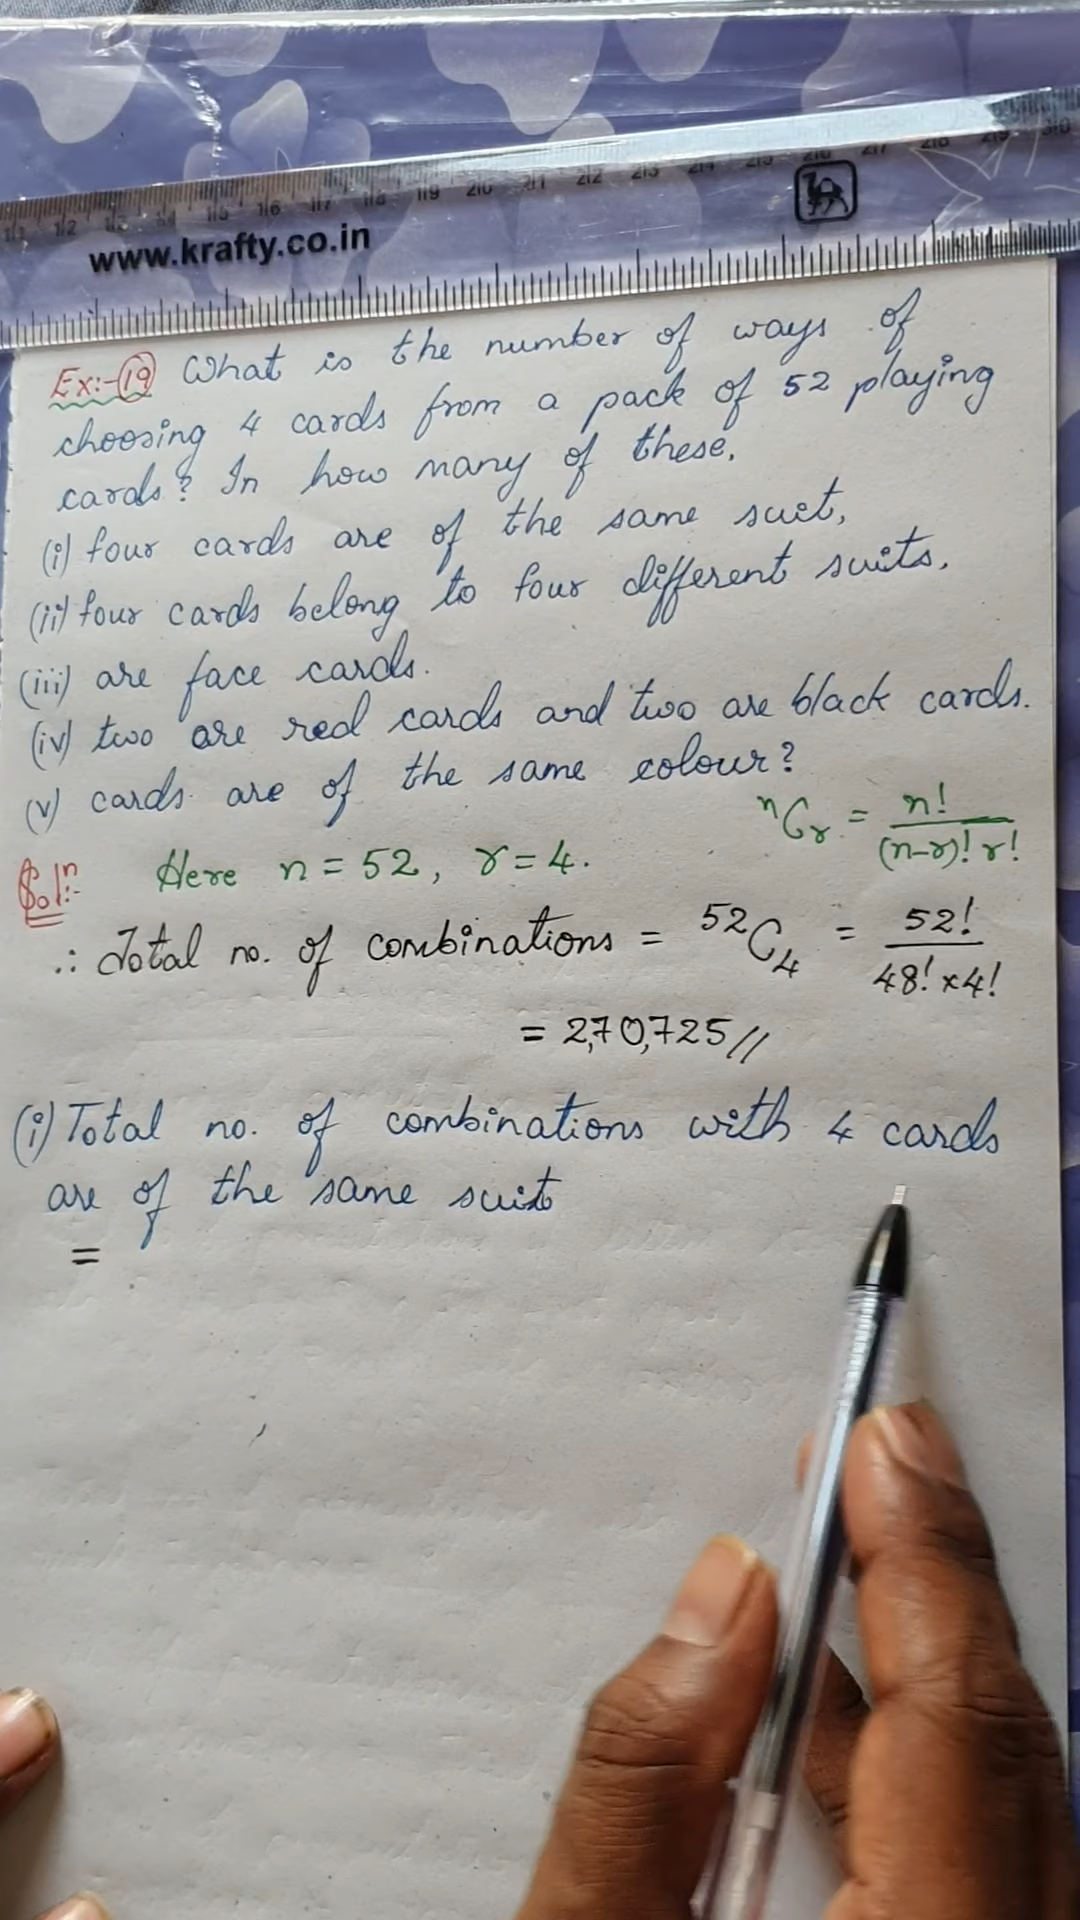 www.krafty.co.in
Ex:-(19) What is the number of ways of
choosing 4 cards from a pack of 52 playing
cards? In how many of these,
(i) four cards are of the same suit,
(ii) four cards belong to four different suits,
(iii) are face cards.
(iv) two are red cards and two are black cards.
(v) cards are of the same colour?
ⁿCᵣ = n! / (n-r)! r!
Solⁿ:- Here n = 52, r = 4.
∴ Total no. of combinations = ⁵²C₄ = 52! / 48! × 4!
= 2,70,725//
(i) Total no. of combinations with 4 cards
are of the same suit
=